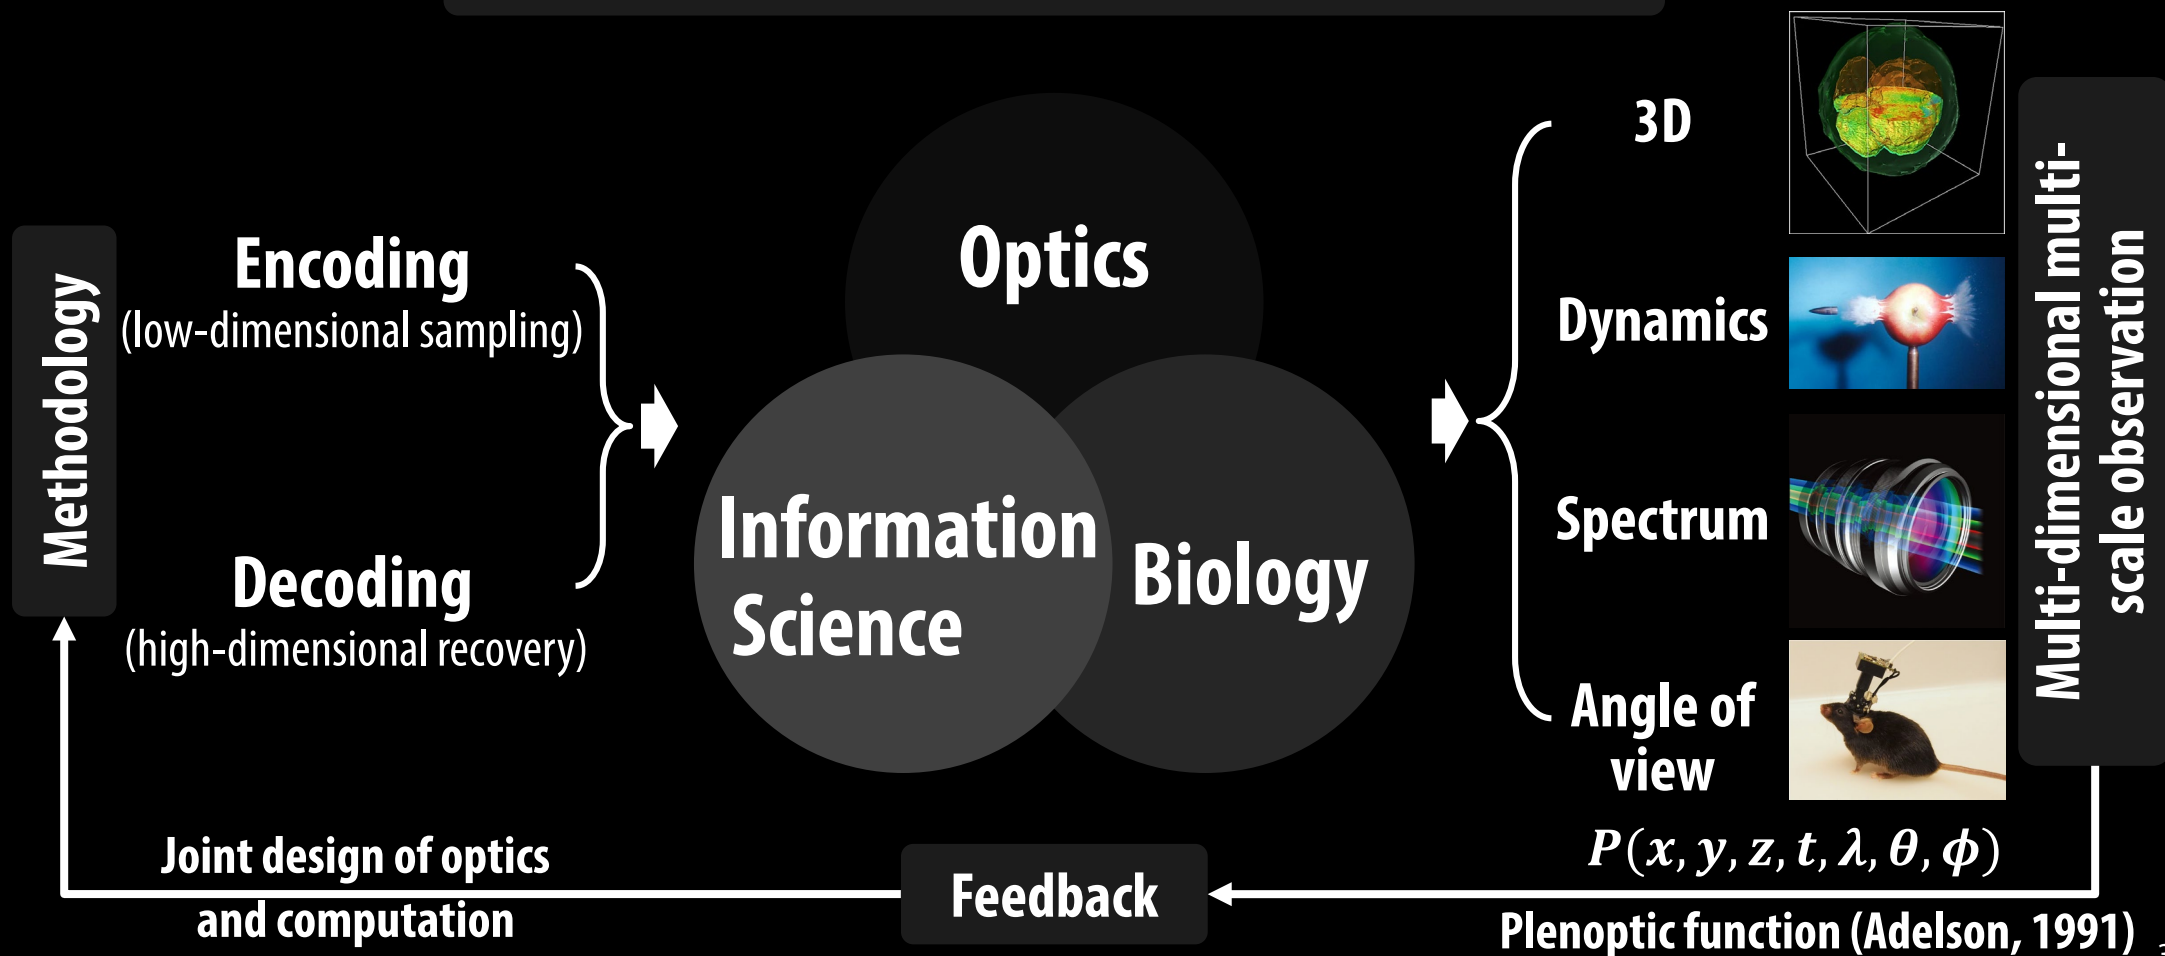 Methodology
Encoding
(low-dimensional sampling)
Decoding
(high-dimensional recovery)
Optics
Information
Science
Biology
3D
Dynamics
Spectrum
Angle of
view
Multi-dimensional multi-
scale observation
P(x, y, z, t, λ, θ, ϕ)
Plenoptic function (Adelson, 1991)
Feedback
Joint design of optics
and computation